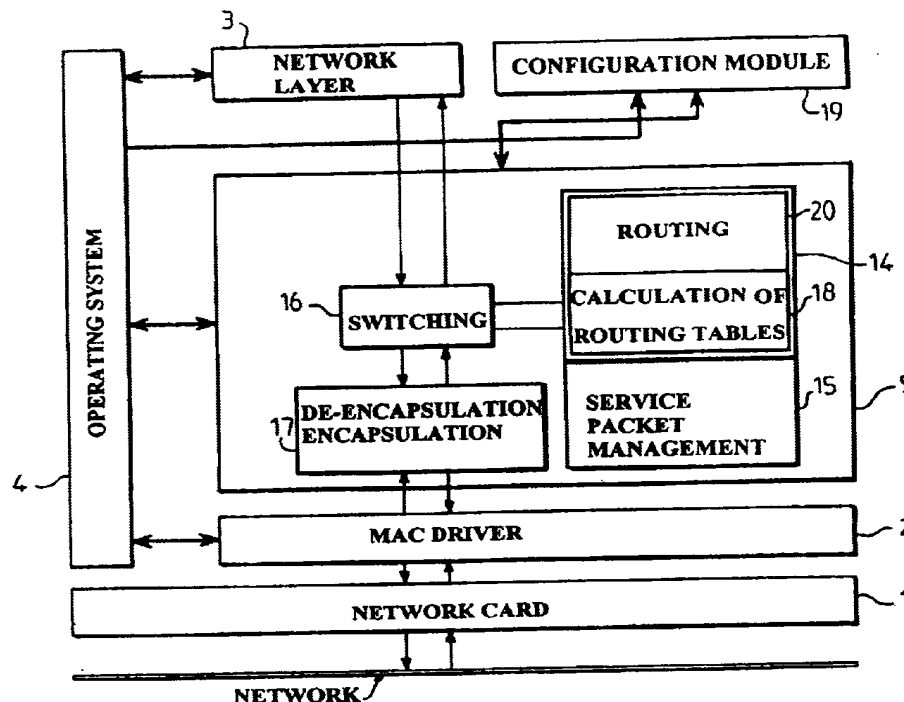 3
NETWORK
LAYER
CONFIGURATION MODULE
19
OPERATING SYSTEM
4
20
ROUTING
14
16
SWITCHING
CALCULATION OF
18
ROUTING TABLES
15
17
DE-ENCAPSULATION
ENCAPSULATION
SERVICE
PACKET
MANAGEMENT
MAC DRIVER
2
NETWORK CARD
NETWORK